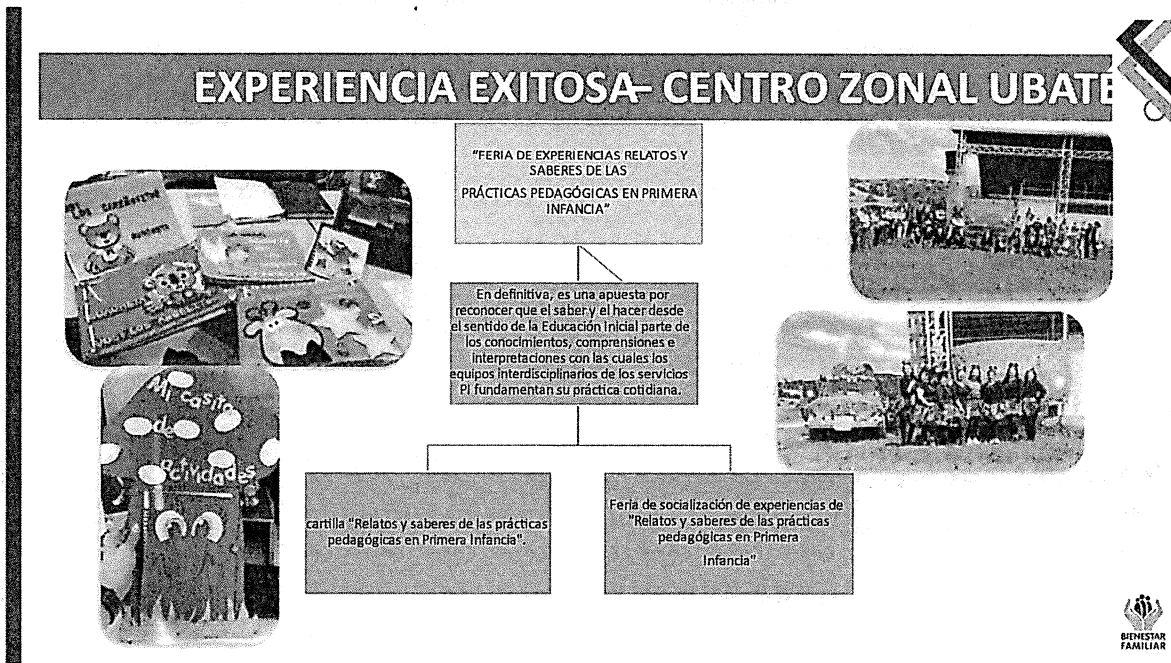 EXPERIENCIA EXITOSA– CENTRO ZONAL UBATE
"FERIA DE EXPERIENCIAS RELATOS Y
SABERES DE LAS
PRÁCTICAS PEDAGÓGICAS EN PRIMERA
INFANCIA"
En definitiva, es una apuesta por
reconocer que el saber y el hacer desde
el sentido de la Educación Inicial parte de
los conocimientos, comprensiones e
interpretaciones con las cuales los
equipos interdisciplinarios de los servicios
PI fundamentan su práctica cotidiana.
Mi casita
de
Actividades
cartilla "Relatos y saberes de las prácticas
pedagógicas en Primera Infancia".
Feria de socialización de experiencias de
"Relatos y saberes de las prácticas
pedagógicas en Primera
Infancia"
BIENESTAR
FAMILIAR